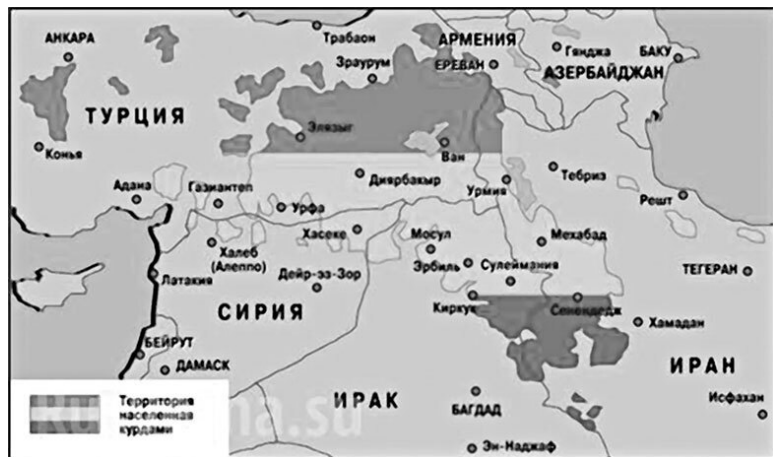 АНКАРА
Трабаон
АРМЕНИЯ
Гянджа
БАКУ
Зраурум
ЕРЕВАН
АЗЕРБАЙДЖАН
ТУРЦИЯ
Элязыг
Конья
Ван
Диярбакыр
Тебриз
Адана
Газиантеп
Урмия
Решт
Урфа
Хасеке
Мосул
Мехабад
Халеб
(Алеппо)
Эрбиль
Сулеймания
ТЕГЕРАН
Латакия
Дейр-эз-Зор
СИРИЯ
Киркук
Сенендедж
Хамадан
БЕЙРУТ
ДАМАСК
ИРАН
ИРАК
БАГДАД
Исфахан
Территория
населенная
курдами
Эн-Наджаф